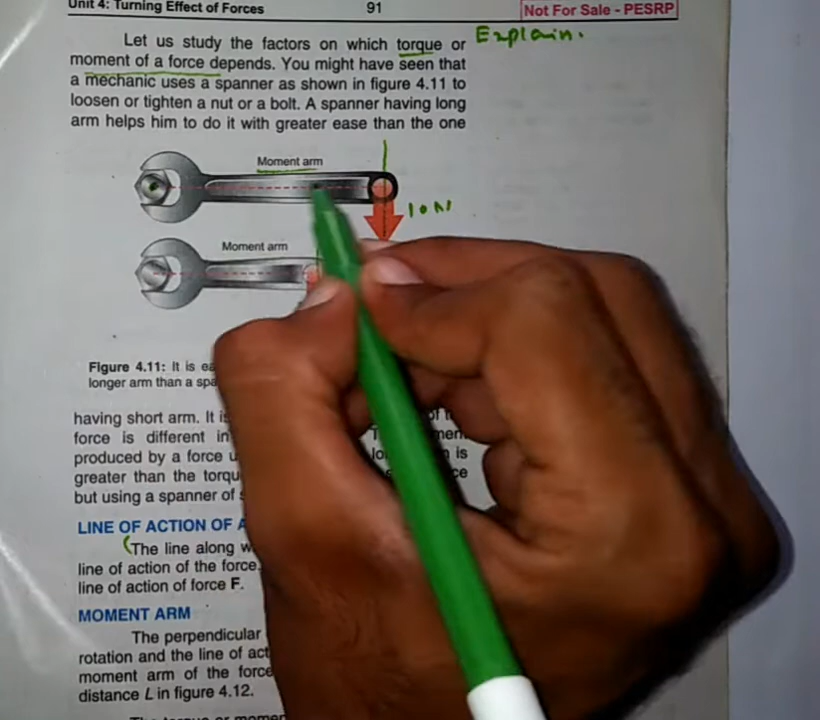 Unit 4: Turning Effect of Forces 91 Not For Sale - PESRP
Let us study the factors on which torque or Explain.
moment of a force depends. You might have seen that
a mechanic uses a spanner as shown in figure 4.11 to
loosen or tighten a nut or a bolt. A spanner having long
arm helps him to do it with greater ease than the one
Moment arm
10N
Moment arm
Figure 4.11: It is
longer arm than a
having short arm. It
force is different in
produced by a force
greater than the
but using a spanner of
LINE OF ACTION OF A
(The line along
line of action of the force.
line of action of force F.
MOMENT ARM
The perpendicular
rotation and the line of
moment arm of the force
distance L in figure 4.12.